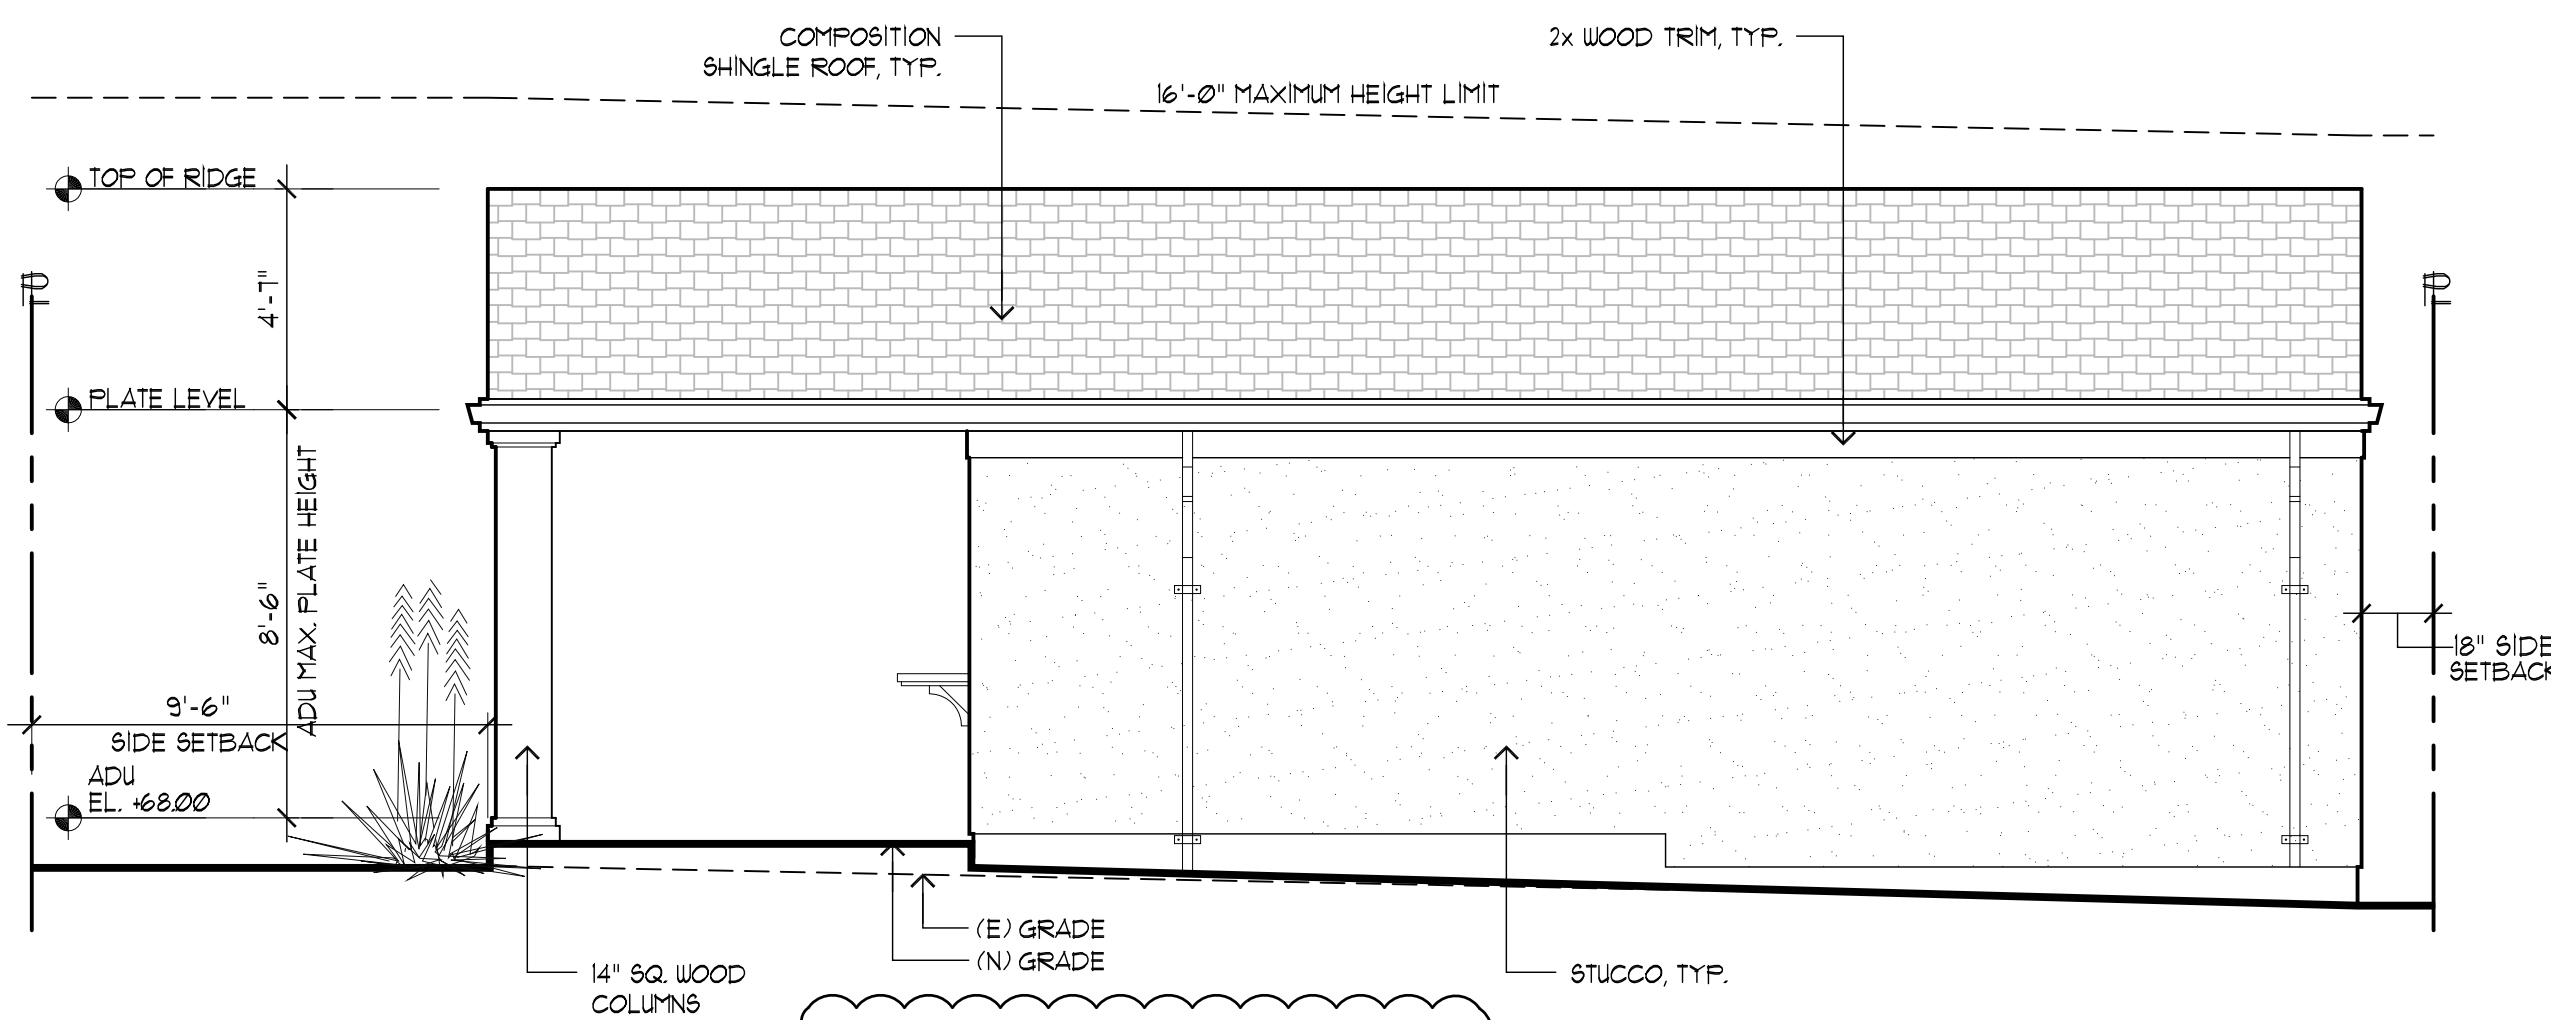 COMPOSITION
SHINGLE ROOF, TYP.
2x WOOD TRIM, TYP.
16'-0" MAXIMUM HEIGHT LIMIT
TOP OF RIDGE
4'-7"
PLATE LEVEL
8'-6"
ADU MAX. PLATE HEIGHT
9'-6"
SIDE SETBACK
ADU
EL. +68.00
18" SIDE
SETBACK
(E) GRADE
(N) GRADE
14" SQ. WOOD
COLUMNS
STUCCO, TYP.